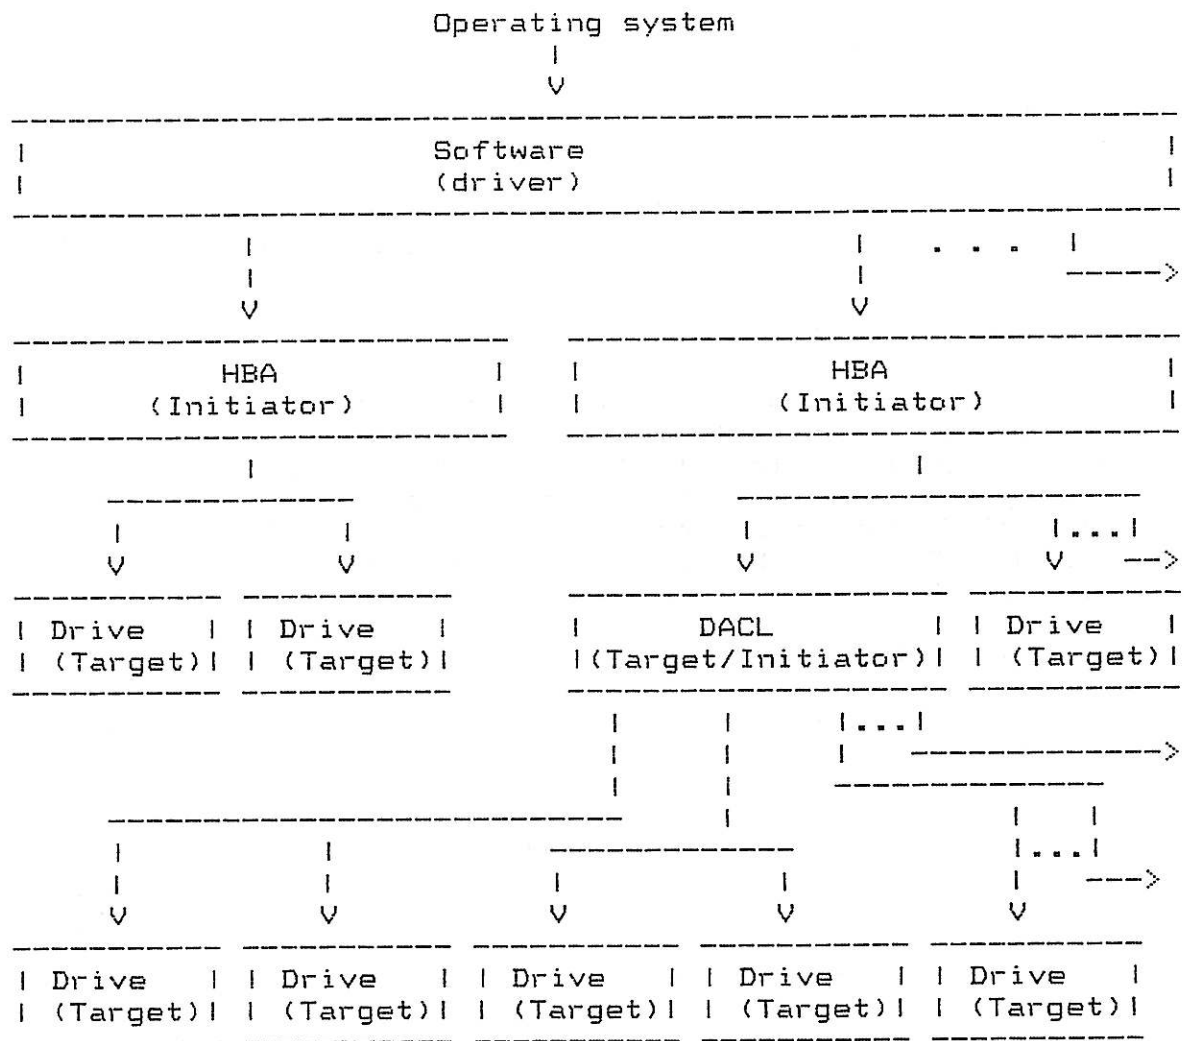 Operating system
Software
(driver)
. . .
HBA HBA
(Initiator) (Initiator)
...
Drive Drive DACL Drive
(Target) (Target) (Target/Initiator) (Target)
...
...
Drive Drive Drive Drive Drive
(Target) (Target) (Target) (Target) (Target)